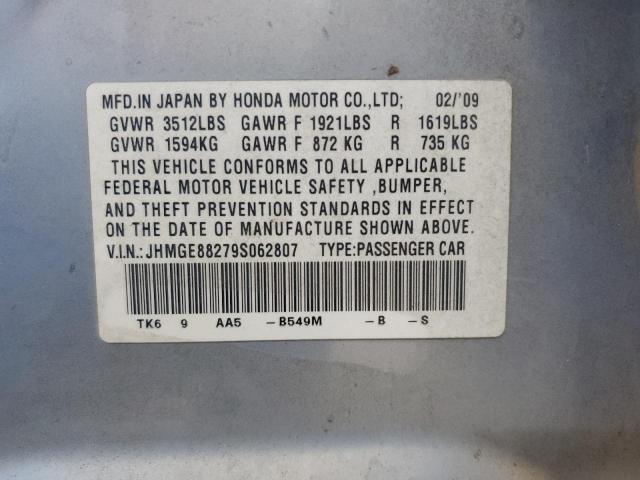 MFD.IN JAPAN BY HONDA MOTOR CO.,LTD; 02/'09
GVWR 3512LBS GAWR F 1921LBS R 1619LBS
GVWR 1594KG GAWR F 872 KG R 735 KG
THIS VEHICLE CONFORMS TO ALL APPLICABLE
FEDERAL MOTOR VEHICLE SAFETY ,BUMPER,
AND THEFT PREVENTION STANDARDS IN EFFECT
ON THE DATE OF MANUFACTURE SHOWN ABOVE.
V.I.N.:JHMGE88279S062807 TYPE:PASSENGER CAR
TK6 9 AA5 -B549M -B -S